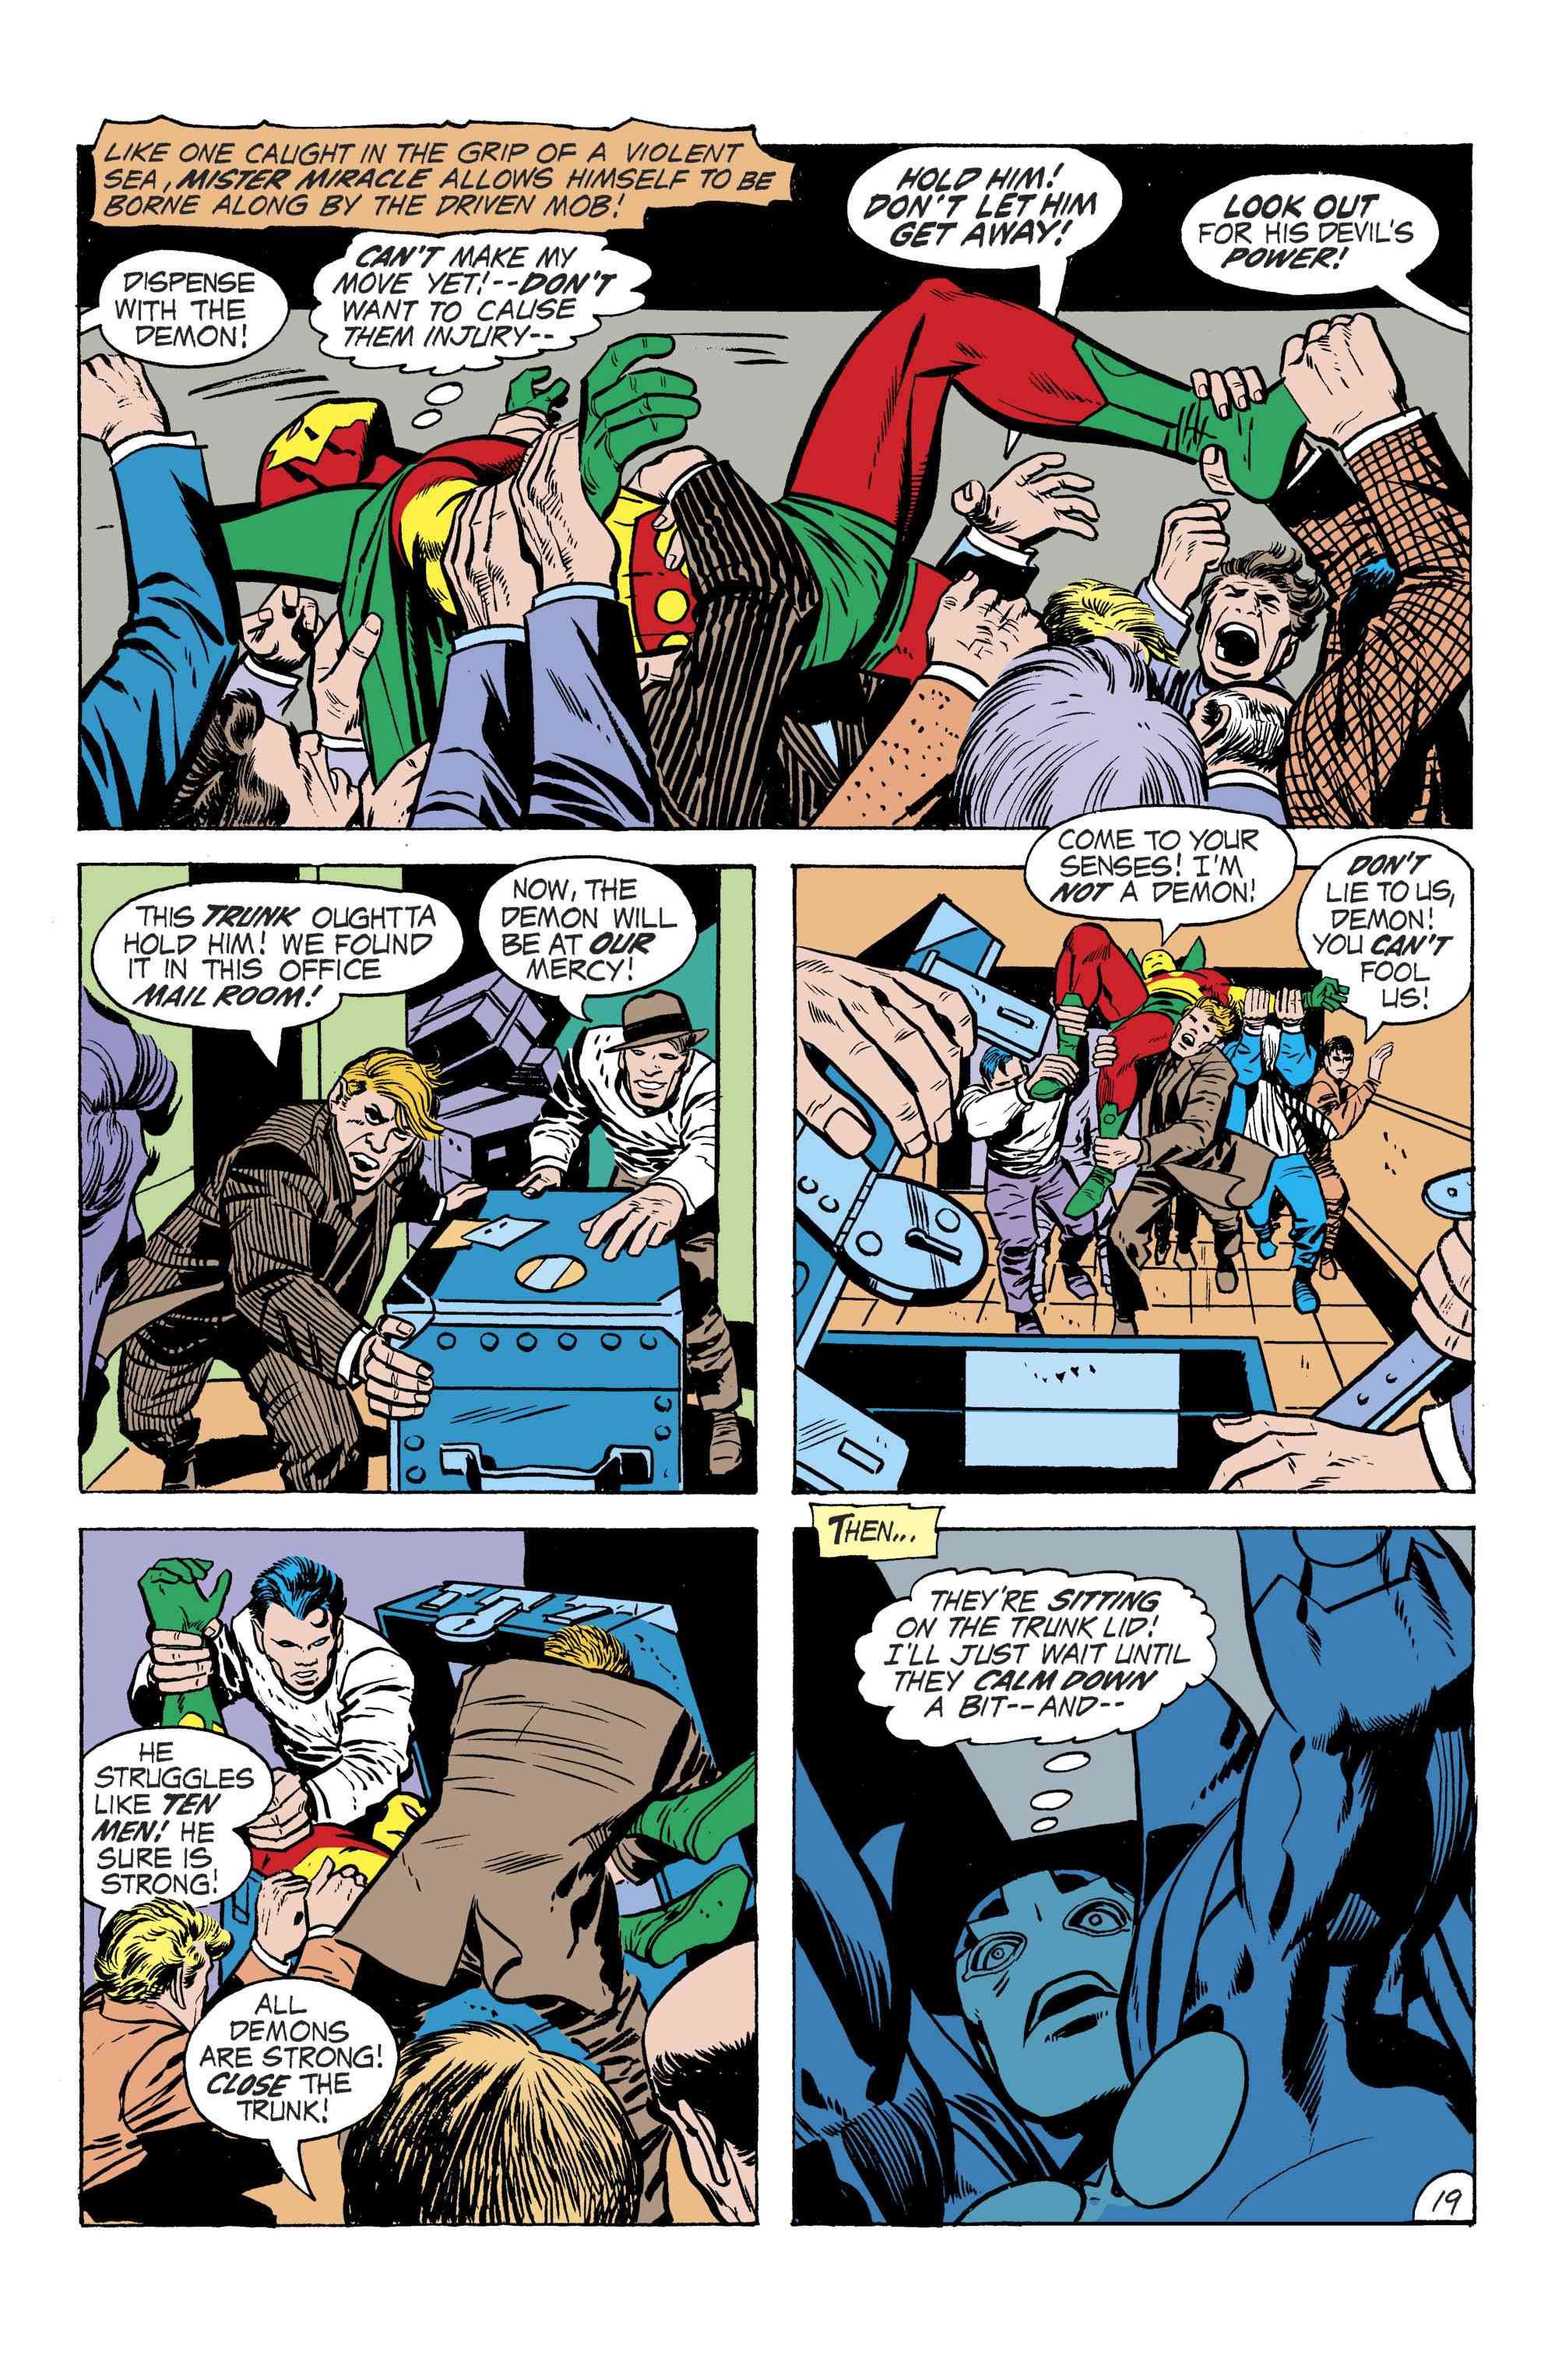 LIKE ONE CAUGHT IN THE GRIP OF A VIOLENT
SEA, MISTER MIRACLE ALLOWS HIMSELF TO BE
BORNE ALONG BY THE DRIVEN MOB!
DISPENSE
WITH THE
DEMON!
CAN'T MAKE MY
MOVE YET!--DON'T
WANT TO CAUSE
THEM INJURY--
HOLD HIM!
DON'T LET HIM
GET AWAY!
LOOK OUT
FOR HIS DEVIL'S
POWER!
THIS TRUNK OUGHTTA
HOLD HIM! WE FOUND
IT IN THIS OFFICE
MAIL ROOM!
NOW, THE
DEMON WILL
BE AT OUR
MERCY!
COME TO YOUR
SENSES! I'M
NOT A DEMON!
DON'T
LIE TO US,
DEMON!
YOU CAN'T
FOOL
US!
HE
STRUGGLES
LIKE TEN
MEN! HE
SURE IS
STRONG!
ALL
DEMONS
ARE STRONG!
CLOSE THE
TRUNK!
THEN...
THEY'RE SITTING
ON THE TRUNK LID!
I'LL JUST WAIT UNTIL
THEY CALM DOWN
A BIT--AND--
19